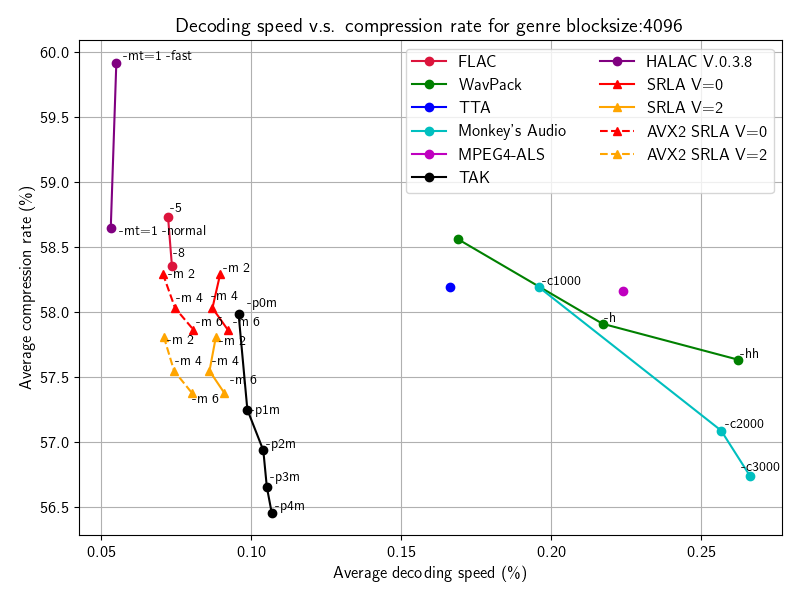 Decoding speed v.s. compression rate for genre blocksize:4096
Average compression rate (%)
60.0
59.5
59.0
58.5
58.0
57.5
57.0
56.5
FLAC
WavPack
TTA
Monkey's Audio
MPEG4-ALS
TAK
HALAC V.0.3.8
SRLA V=0
SRLA V=2
AVX2 SRLA V=0
AVX2 SRLA V=2
-mt=1 -fast
-mt=1 -normal
-5
-8
-m 2
-m 4
-m 6
-m 2
-m 4
-m 6
-m 2
-m 4
-m 6
-m 2
-m 4
-m 6
-p0m
-p1m
-p2m
-p3m
-p4m
-c1000
-h
-hh
-c2000
-c3000
0.05
0.10
0.15
0.20
0.25
Average decoding speed (%)